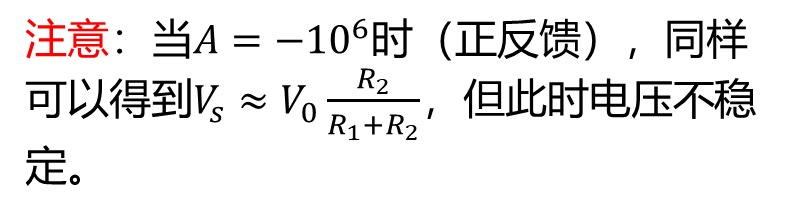 注意：当A = −10⁶时（正反馈），同样
可以得到Vₛ ≈ V₀ R₂/(R₁+R₂)，但此时电压不稳
定。